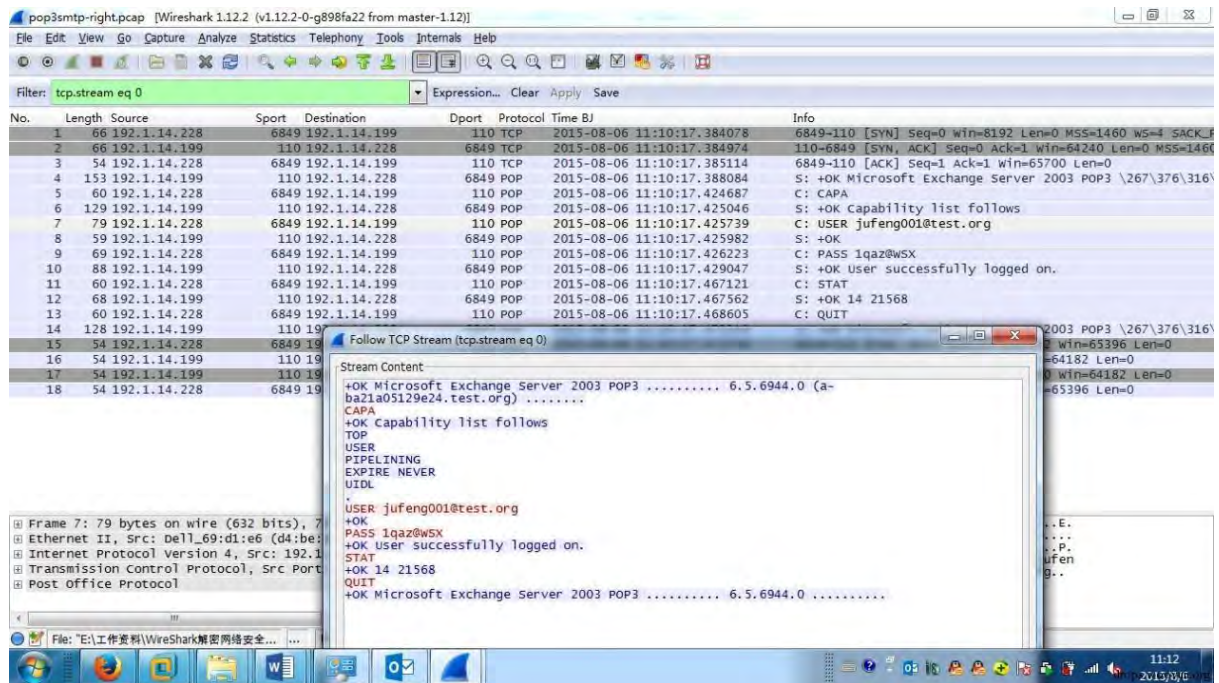 pop3smtp-right.pcap [Wireshark 1.12.2 (v1.12.2-0-g898fa22 from master-1.12)]
File Edit View Go Capture Analyze Statistics Telephony Tools Internals Help
Filter: tcp.stream eq 0 Expression... Clear Apply Save
No. Length Source Sport Destination Dport Protocol Time BJ Info
1 66 192.1.14.228 6849 192.1.14.199 110 TCP 2015-08-06 11:10:17.384078 6849→110 [SYN] Seq=0 Win=8192 Len=0 MSS=1460 WS=4 SACK_P
2 66 192.1.14.199 110 192.1.14.228 6849 TCP 2015-08-06 11:10:17.384974 110→6849 [SYN, ACK] Seq=0 Ack=1 Win=64240 Len=0 MSS=1460
3 54 192.1.14.228 6849 192.1.14.199 110 TCP 2015-08-06 11:10:17.385114 6849→110 [ACK] Seq=1 Ack=1 Win=65700 Len=0
4 153 192.1.14.199 110 192.1.14.228 6849 POP 2015-08-06 11:10:17.388084 S: +OK Microsoft Exchange Server 2003 POP3 \267\376\316\
5 60 192.1.14.228 6849 192.1.14.199 110 POP 2015-08-06 11:10:17.424687 C: CAPA
6 129 192.1.14.199 110 192.1.14.228 6849 POP 2015-08-06 11:10:17.425046 S: +OK Capability list follows
7 79 192.1.14.228 6849 192.1.14.199 110 POP 2015-08-06 11:10:17.425739 C: USER jufeng001@test.org
8 59 192.1.14.199 110 192.1.14.228 6849 POP 2015-08-06 11:10:17.425982 S: +OK
9 69 192.1.14.228 6849 192.1.14.199 110 POP 2015-08-06 11:10:17.426223 C: PASS 1qaz@WSX
10 88 192.1.14.199 110 192.1.14.228 6849 POP 2015-08-06 11:10:17.429047 S: +OK User successfully logged on.
11 60 192.1.14.228 6849 192.1.14.199 110 POP 2015-08-06 11:10:17.467121 C: STAT
12 68 192.1.14.199 110 192.1.14.228 6849 POP 2015-08-06 11:10:17.467562 S: +OK 14 21568
13 60 192.1.14.228 6849 192.1.14.199 110 POP 2015-08-06 11:10:17.468605 C: QUIT
14 128 192.1.14.199 110 19 2003 POP3 \267\376\316\
15 54 192.1.14.228 6849 19 2 Win=65396 Len=0
16 54 192.1.14.199 110 19 =64182 Len=0
17 54 192.1.14.199 110 19 0 Win=64182 Len=0
18 54 192.1.14.228 6849 19 =65396 Len=0
Follow TCP Stream (tcp.stream eq 0)
Stream Content
+OK Microsoft Exchange Server 2003 POP3 .......... 6.5.6944.0 (a-
ba21a05129e24.test.org) ........
CAPA
+OK Capability list follows
TOP
USER
PIPELINING
EXPIRE NEVER
UIDL
.
USER jufeng001@test.org
+OK
PASS 1qaz@WSX
+OK User successfully logged on.
STAT
+OK 14 21568
QUIT
+OK Microsoft Exchange Server 2003 POP3 .......... 6.5.6944.0 ..........
Frame 7: 79 bytes on wire (632 bits), 7
Ethernet II, Src: Dell_69:d1:e6 (d4:be:
Internet Protocol Version 4, Src: 192.1
Transmission Control Protocol, Src Port
Post Office Protocol
..E.
....
..P.
ufen
g..
File: "E:\工作资料\WireShark解密网络安全... ...
11:12
2015/8/6